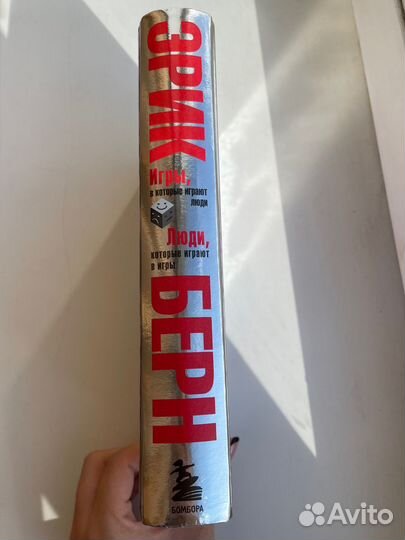 ЭРИК
Игры,
в которые играют
люди
Люди,
которые играют
в игры
БЕРН
БОМБОРА
Avito